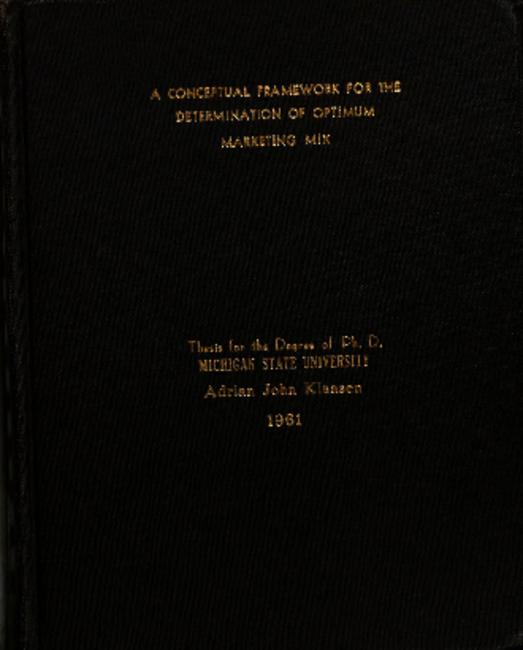 A CONCEPTUAL FRAMEWORK FOR THE
DETERMINATION OF OPTIMUM
MARKETING MIX
Thesis for the Degree of Ph. D.
MICHIGAN STATE UNIVERSITY
Adrian John Klaasen
1961